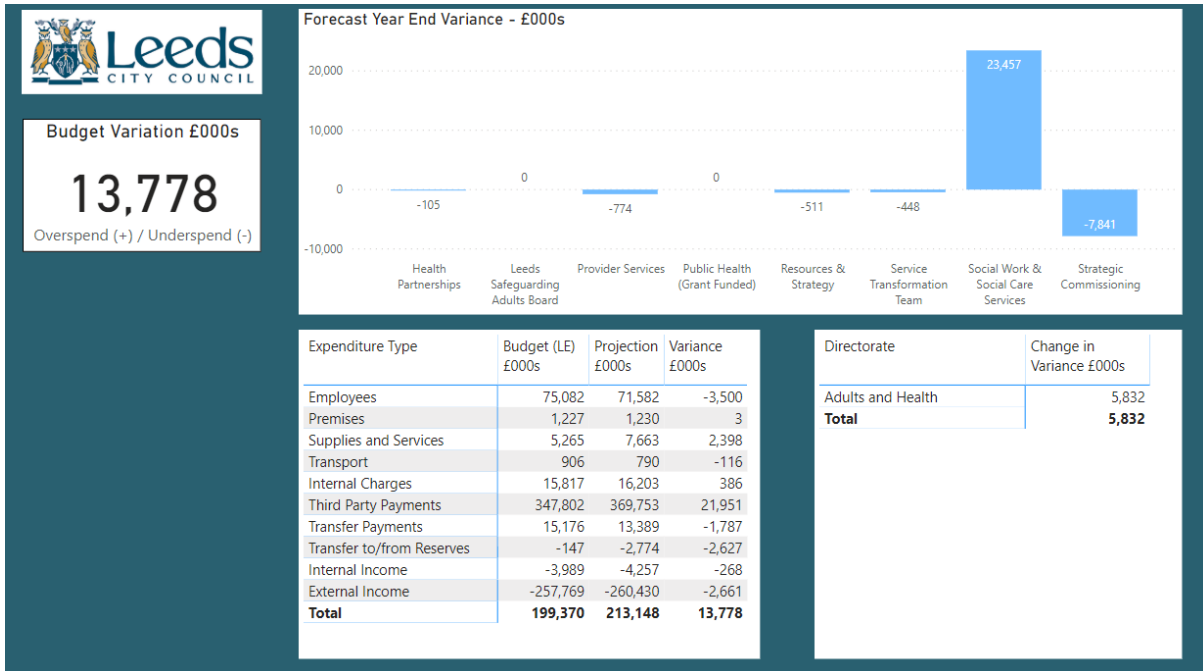 Leeds
CITY COUNCIL
Budget Variation £000s
13,778
Overspend (+) / Underspend (-)
Forecast Year End Variance - £000s
20,000
10,000
0
-10,000
-105
0
-774
0
-511
-448
23,457
-7,841
Health
Partnerships
Leeds
Safeguarding
Adults Board
Provider Services
Public Health
(Grant Funded)
Resources &
Strategy
Service
Transformation
Team
Social Work &
Social Care
Services
Strategic
Commissioning
Expenditure Type Budget (LE) Projection Variance
£000s £000s £000s
Employees 75,082 71,582 -3,500
Premises 1,227 1,230 3
Supplies and Services 5,265 7,663 2,398
Transport 906 790 -116
Internal Charges 15,817 16,203 386
Third Party Payments 347,802 369,753 21,951
Transfer Payments 15,176 13,389 -1,787
Transfer to/from Reserves -147 -2,774 -2,627
Internal Income -3,989 -4,257 -268
External Income -257,769 -260,430 -2,661
Total 199,370 213,148 13,778
Directorate Change in
Variance £000s
Adults and Health 5,832
Total 5,832